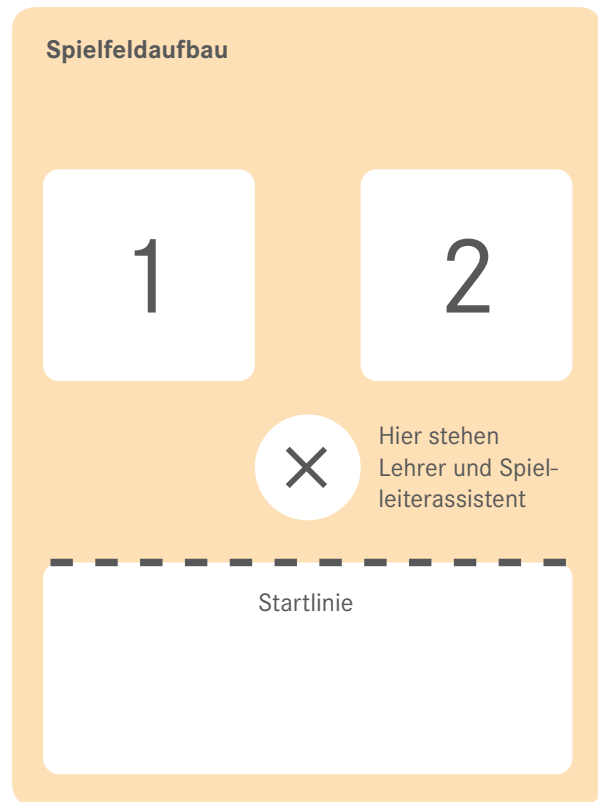 Spielfeldaufbau
1
2
Hier stehen
Lehrer und Spiel-
leiterassistent
Startlinie